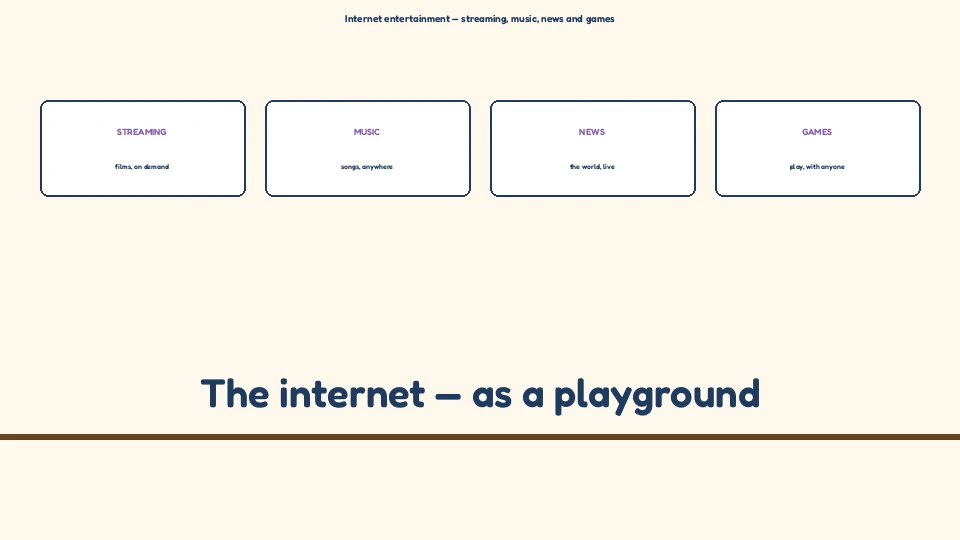 Internet entertainment — streaming, music, news and games
STREAMING
films, on demand
MUSIC
songs, anywhere
NEWS
the world, live
GAMES
play, with anyone
The internet — as a playground